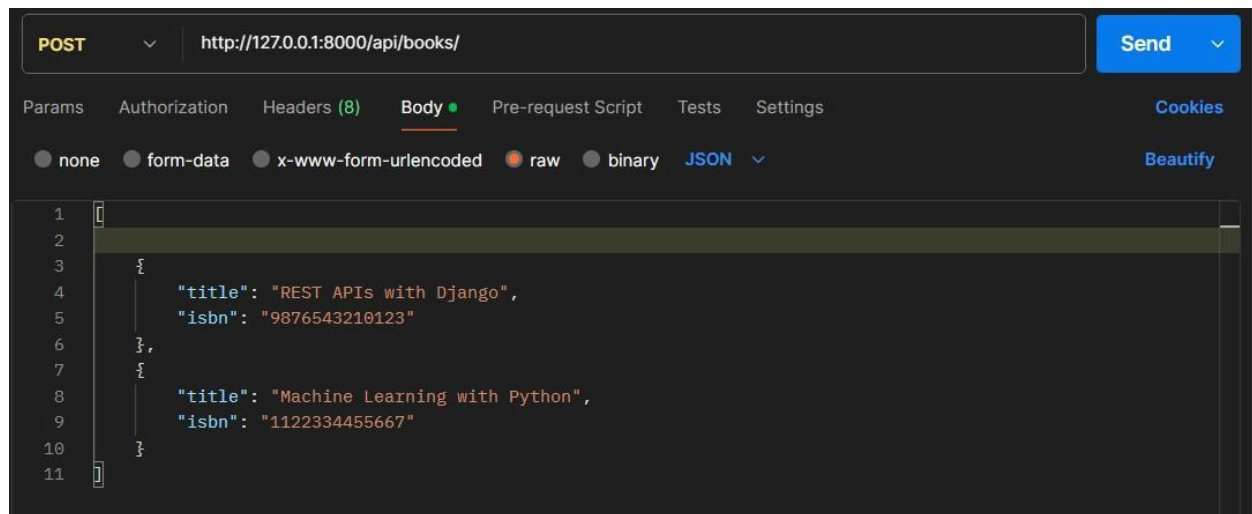 POST http://127.0.0.1:8000/api/books/ Send
Params Authorization Headers (8) Body Pre-request Script Tests Settings Cookies
none form-data x-www-form-urlencoded raw binary JSON Beautify
1 [
2
3 {
4 "title": "REST APIs with Django",
5 "isbn": "9876543210123"
6 },
7 {
8 "title": "Machine Learning with Python",
9 "isbn": "1122334455667"
10 }
11 ]